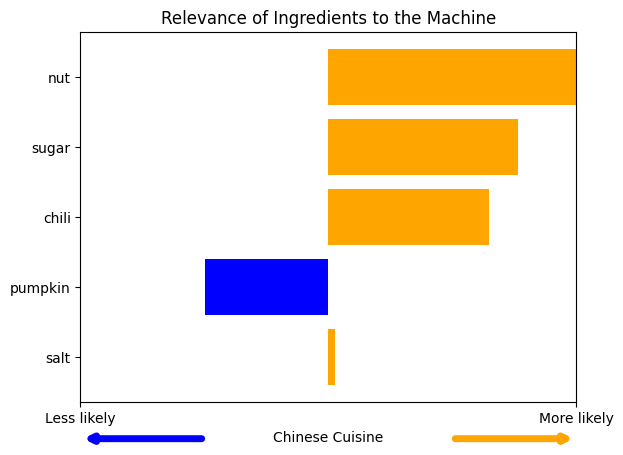 Relevance of Ingredients to the Machine
nut
sugar
chili
pumpkin
salt
Less likely
More likely
Chinese Cuisine